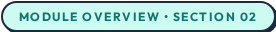 MODULE OVERVIEW • SECTION 02